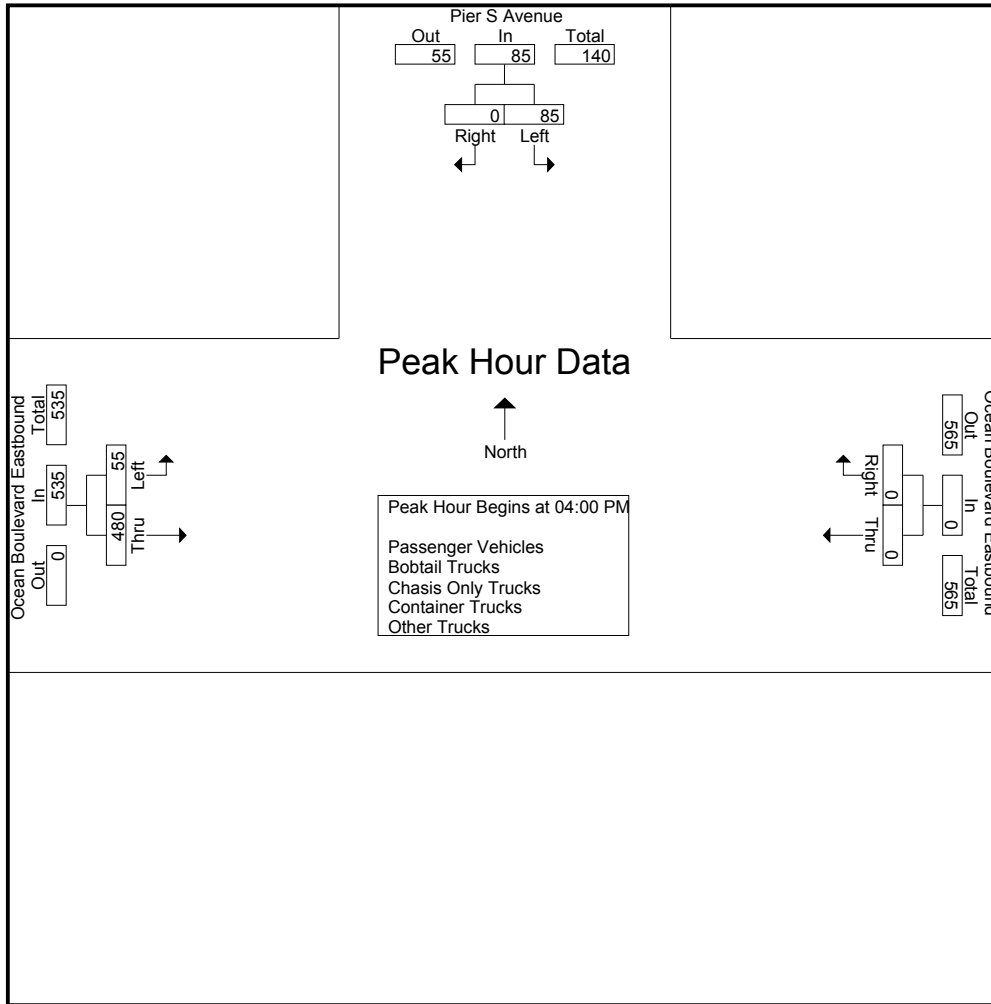 Pier S Avenue
Out In Total
55 85 140
0 85
Right Left
Peak Hour Data
North
Peak Hour Begins at 04:00 PM
Passenger Vehicles
Bobtail Trucks
Chasis Only Trucks
Container Trucks
Other Trucks
Ocean Boulevard Eastbound
Out In Total
0 535 535
480 55
Thru Left
Ocean Boulevard Eastbound
Out In Total
565 0 565
0 0
Right Thru